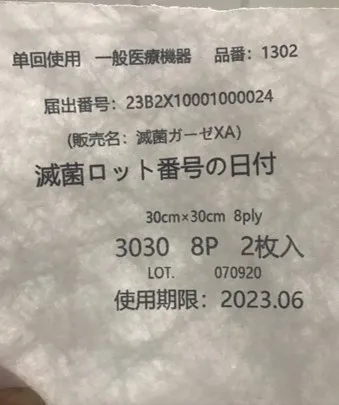 单回使用 一般医療機器 品番：1302
届出番号：23B2X10001000024
(販売名：滅菌ガーゼXA)
滅菌ロット番号の日付
30cm×30cm 8ply
3030 8P 2枚入
LOT. 070920
使用期限：2023.06